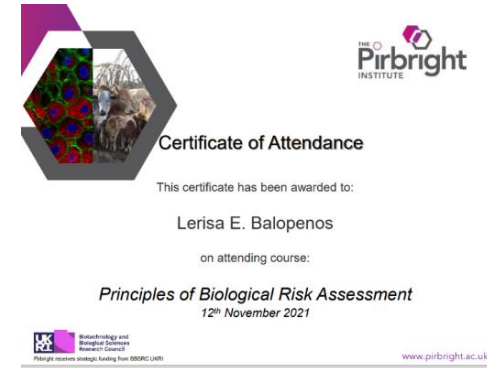 THE
Pirbright
INSTITUTE
Certificate of Attendance
This certificate has been awarded to:
Lerisa E. Balopenos
on attending course:
Principles of Biological Risk Assessment
12th November 2021
UKRI
Biotechnology and
Biological Sciences
Research Council
Pirbright receives strategic funding from BBSRC UKRI
www.pirbright.ac.uk